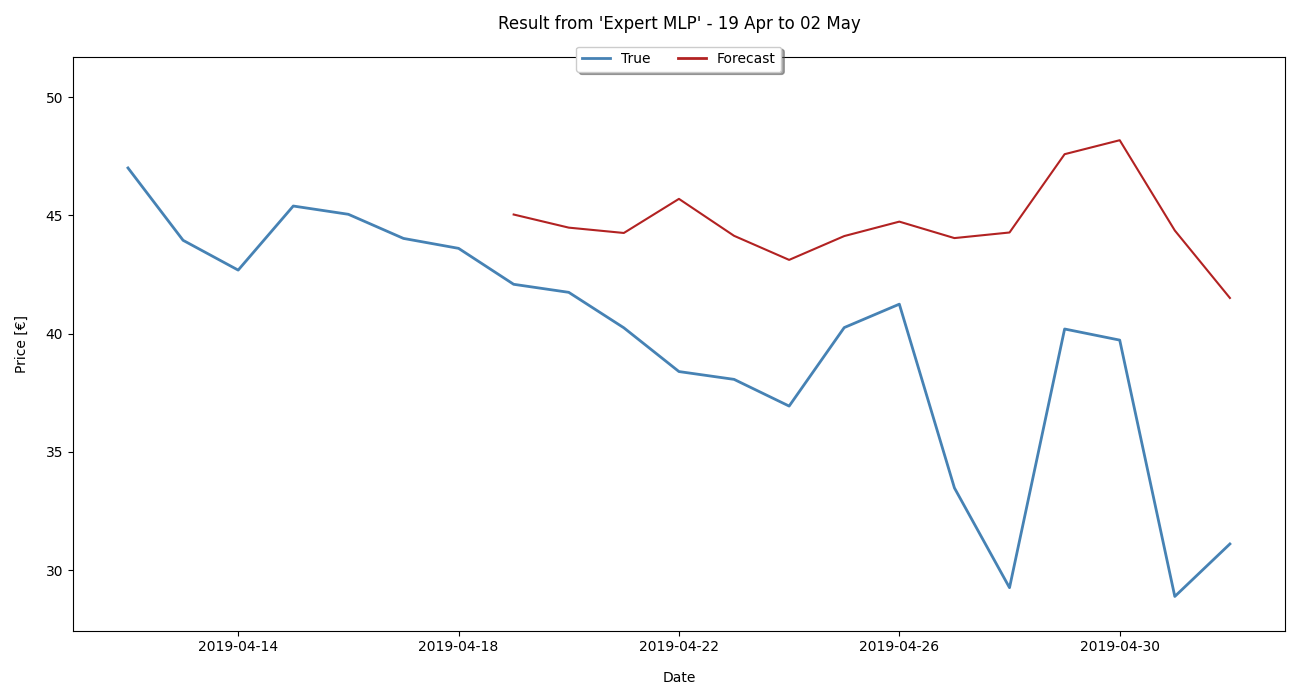 Result from 'Expert MLP' - 19 Apr to 02 May
True Forecast
50
45
40
35
30
Price [€]
2019-04-14 2019-04-18 2019-04-22 2019-04-26 2019-04-30
Date